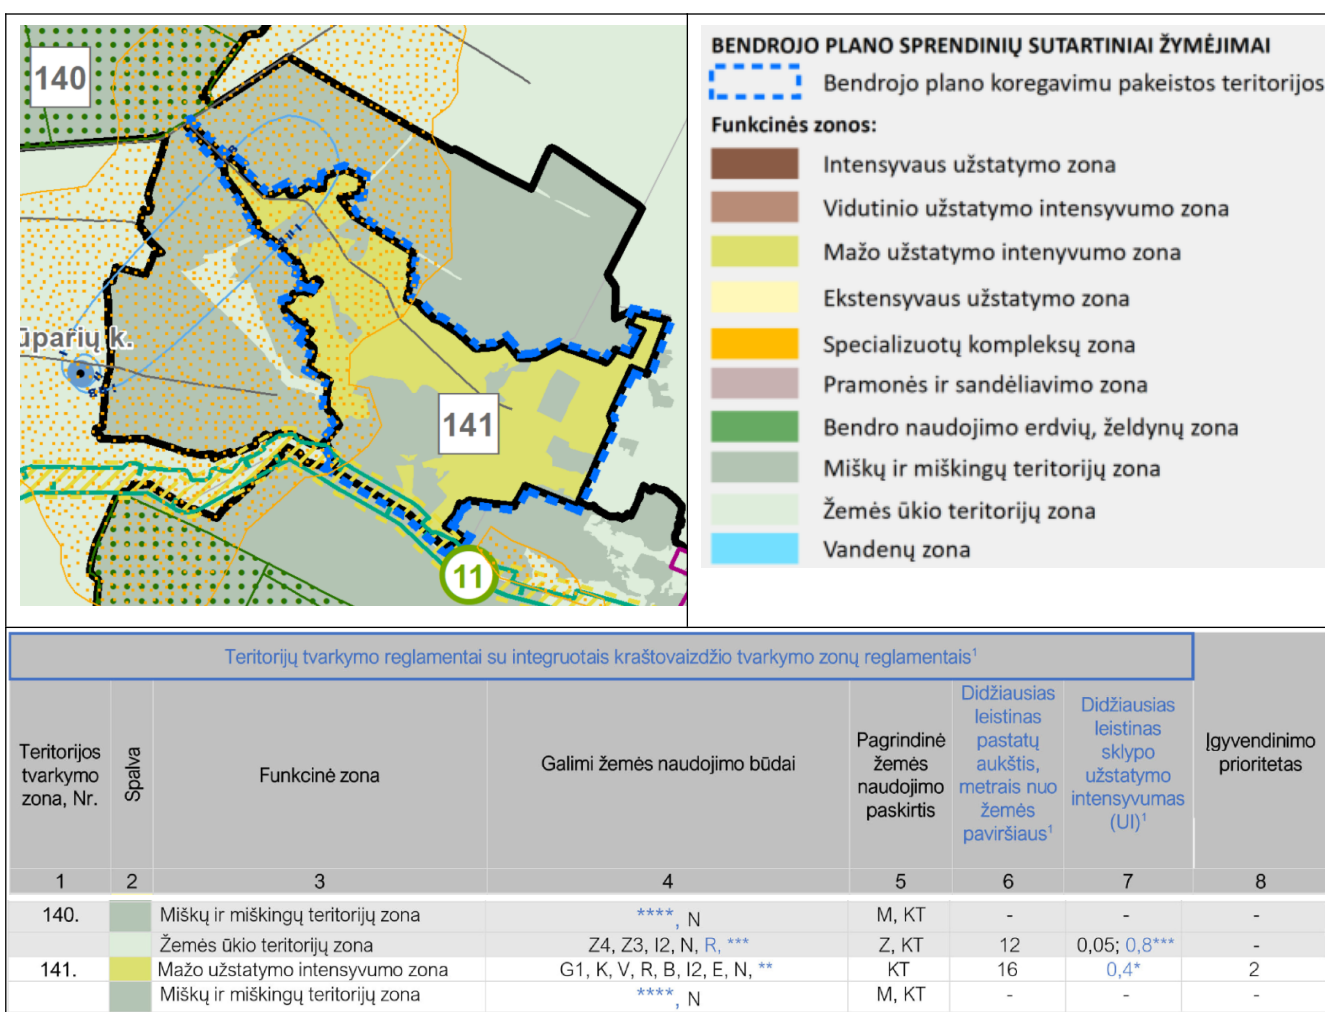 140
ūparių k.
141
11
BENDROJO PLANO SPRENDINIŲ SUTARTINIAI ŽYMĖJIMAI
Bendrojo plano koregavimu pakeistos teritorijos
Funkcinės zonos:
Intensyvaus užstatymo zona
Vidutinio užstatymo intensyvumo zona
Mažo užstatymo intenyvumo zona
Ekstensyvaus užstatymo zona
Specializuotų kompleksų zona
Pramonės ir sandėliavimo zona
Bendro naudojimo erdvių, želdynų zona
Miškų ir miškingų teritorijų zona
Žemės ūkio teritorijų zona
Vandenų zona
Teritorijų tvarkymo reglamentai su integruotais kraštovaizdžio tvarkymo zonų reglamentais¹
Teritorijos tvarkymo zona, Nr.
Spalva
Funkcinė zona
Galimi žemės naudojimo būdai
Pagrindinė žemės naudojimo paskirtis
Didžiausias leistinas pastatų aukštis, metrais nuo žemės paviršiaus¹
Didžiausias leistinas sklypo užstatymo intensyvumas (UI)¹
Įgyvendinimo prioritetas
1 2 3 4 5 6 7 8
140. Miškų ir miškingų teritorijų zona ****, N M, KT - - -
Žemės ūkio teritorijų zona Z4, Z3, I2, N, R, *** Z, KT 12 0,05; 0,8*** -
141. Mažo užstatymo intensyvumo zona G1, K, V, R, B, I2, E, N, ** KT 16 0,4* 2
Miškų ir miškingų teritorijų zona ****, N M, KT - - -